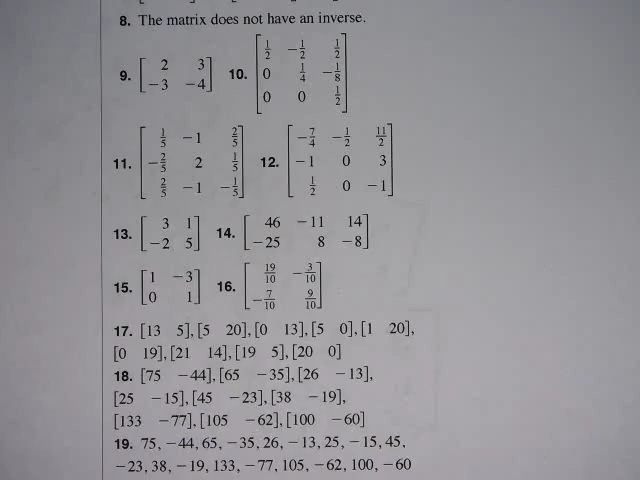 8. The matrix does not have an inverse.
9. [ 2 3 ] 10. [ 1/2 -1/2 1/2 ]
[ -3 -4 ] [ 0 1/4 -1/8 ]
[ 0 0 1/2 ]
11. [ 1/5 -1 2/5 ] 12. [ -7/4 -1/2 11/2 ]
[ -2/5 2 1/5 ] [ -1 0 3 ]
[ 2/5 -1 -1/5 ] [ 1/2 0 -1 ]
13. [ 3 1 ] 14. [ 46 -11 14 ]
[ -2 5 ] [ -25 8 -8 ]
15. [ 1 -3 ] 16. [ 19/10 -3/10 ]
[ 0 1 ] [ -7/10 9/10 ]
17. [13 5], [5 20], [0 13], [5 0], [1 20],
[0 19], [21 14], [19 5], [20 0]
18. [75 -44], [65 -35], [26 -13],
[25 -15], [45 -23], [38 -19],
[133 -77], [105 -62], [100 -60]
19. 75, -44, 65, -35, 26, -13, 25, -15, 45,
-23, 38, -19, 133, -77, 105, -62, 100, -60